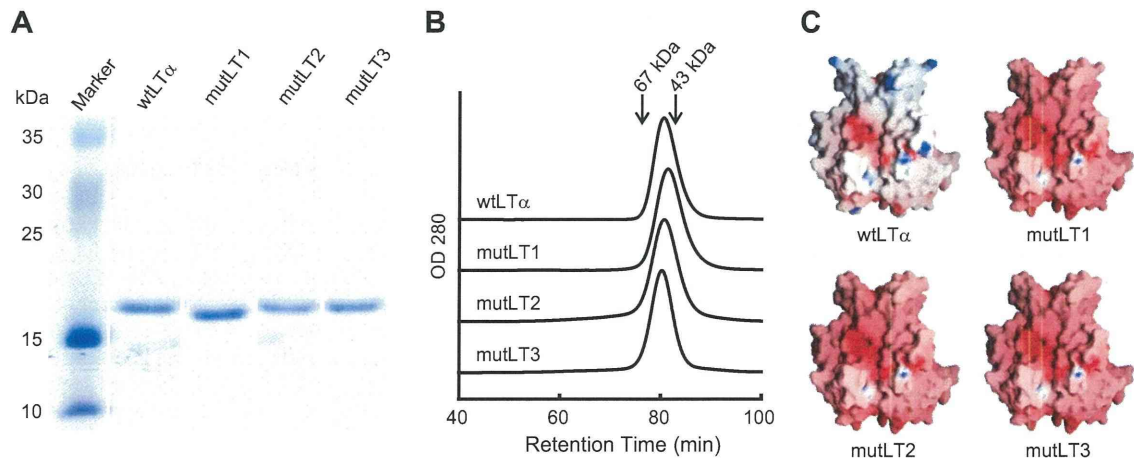 A
kDa
Marker
wtLTα
mutLT1
mutLT2
mutLT3
35
30
25
15
10
B
67 kDa
43 kDa
wtLTα
mutLT1
mutLT2
mutLT3
OD 280
40 60 80 100
Retention Time (min)
C
wtLTα
mutLT1
mutLT2
mutLT3